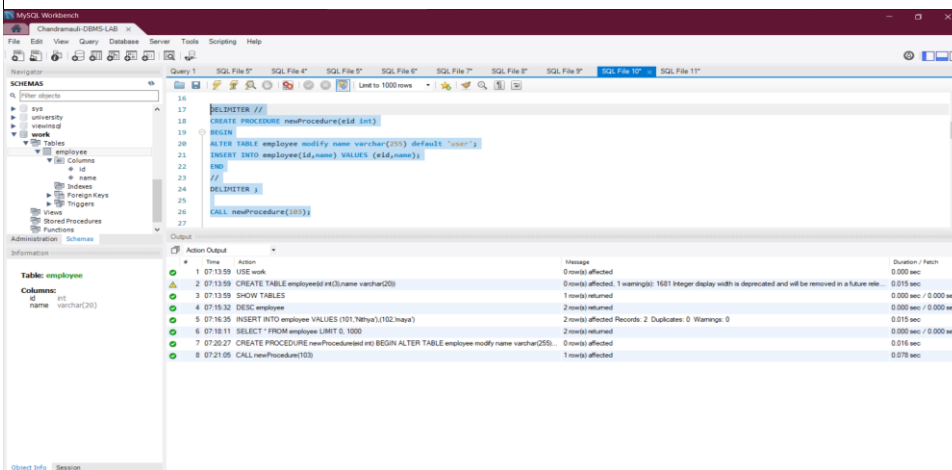 MySQL Workbench
Chandramauli-DBMS-LAB ×
File Edit View Query Database Server Tools Scripting Help
Navigator
Query 1 SQL File 5* SQL File 4* SQL File 5* SQL File 6* SQL File 7* SQL File 8* SQL File 9* SQL File 10* × SQL File 11*
SCHEMAS
Limit to 1000 rows
Filter objects
sys
university
viewinsql
work
Tables
employee
Columns
id
name
Indexes
Foreign Keys
Triggers
Views
Stored Procedures
Functions
Administration Schemas
Information
Table: employee
Columns:
id int
name varchar(20)
Object Info Session
16
17 DELIMITER //
18 CREATE PROCEDURE newProcedure(eid int)
19 BEGIN
20 ALTER TABLE employee modify name varchar(255) default 'user';
21 INSERT INTO employee(id,name) VALUES (eid,name);
22 END
23 //
24 DELIMITER ;
25
26 CALL newProcedure(103);
27
Output
Action Output
# Time Action Message Duration / Fetch
1 07:13:59 USE work 0 row(s) affected 0.000 sec
2 07:13:59 CREATE TABLE employee(id int(3),name varchar(20)) 0 row(s) affected, 1 warning(s): 1681 Integer display width is deprecated and will be removed in a future rele... 0.015 sec
3 07:13:59 SHOW TABLES 1 row(s) returned 0.000 sec / 0.000 se
4 07:15:32 DESC employee 2 row(s) returned 0.000 sec / 0.000 se
5 07:16:35 INSERT INTO employee VALUES (101,'Nithya'),(102,'Inaya') 2 row(s) affected Records: 2 Duplicates: 0 Warnings: 0 0.015 sec
6 07:18:11 SELECT * FROM employee LIMIT 0, 1000 2 row(s) returned 0.000 sec / 0.000 se
7 07:20:27 CREATE PROCEDURE newProcedure(eid int) BEGIN ALTER TABLE employee modify name varchar(255)... 0 row(s) affected 0.016 sec
8 07:21:05 CALL newProcedure(103) 1 row(s) affected 0.078 sec